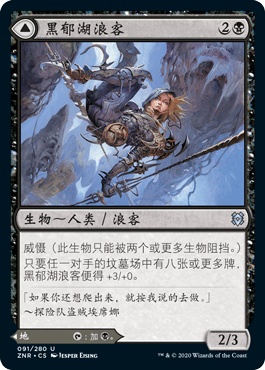 黑郁湖浪客 2
生物～人类／浪客
威慑（此生物只能被两个或更多生物阻挡。）
只要任一对手的坟墓场中有八张或更多牌，
黑郁湖浪客便得 +3/+0。
「如果你还想爬出来，就按我说的去做。」
～探险队盗贼埃席娜
地 ：加 。
2/3
091/280 U
ZNR • CS JESPER EJSING
™ & © 2020 Wizards of the Coast